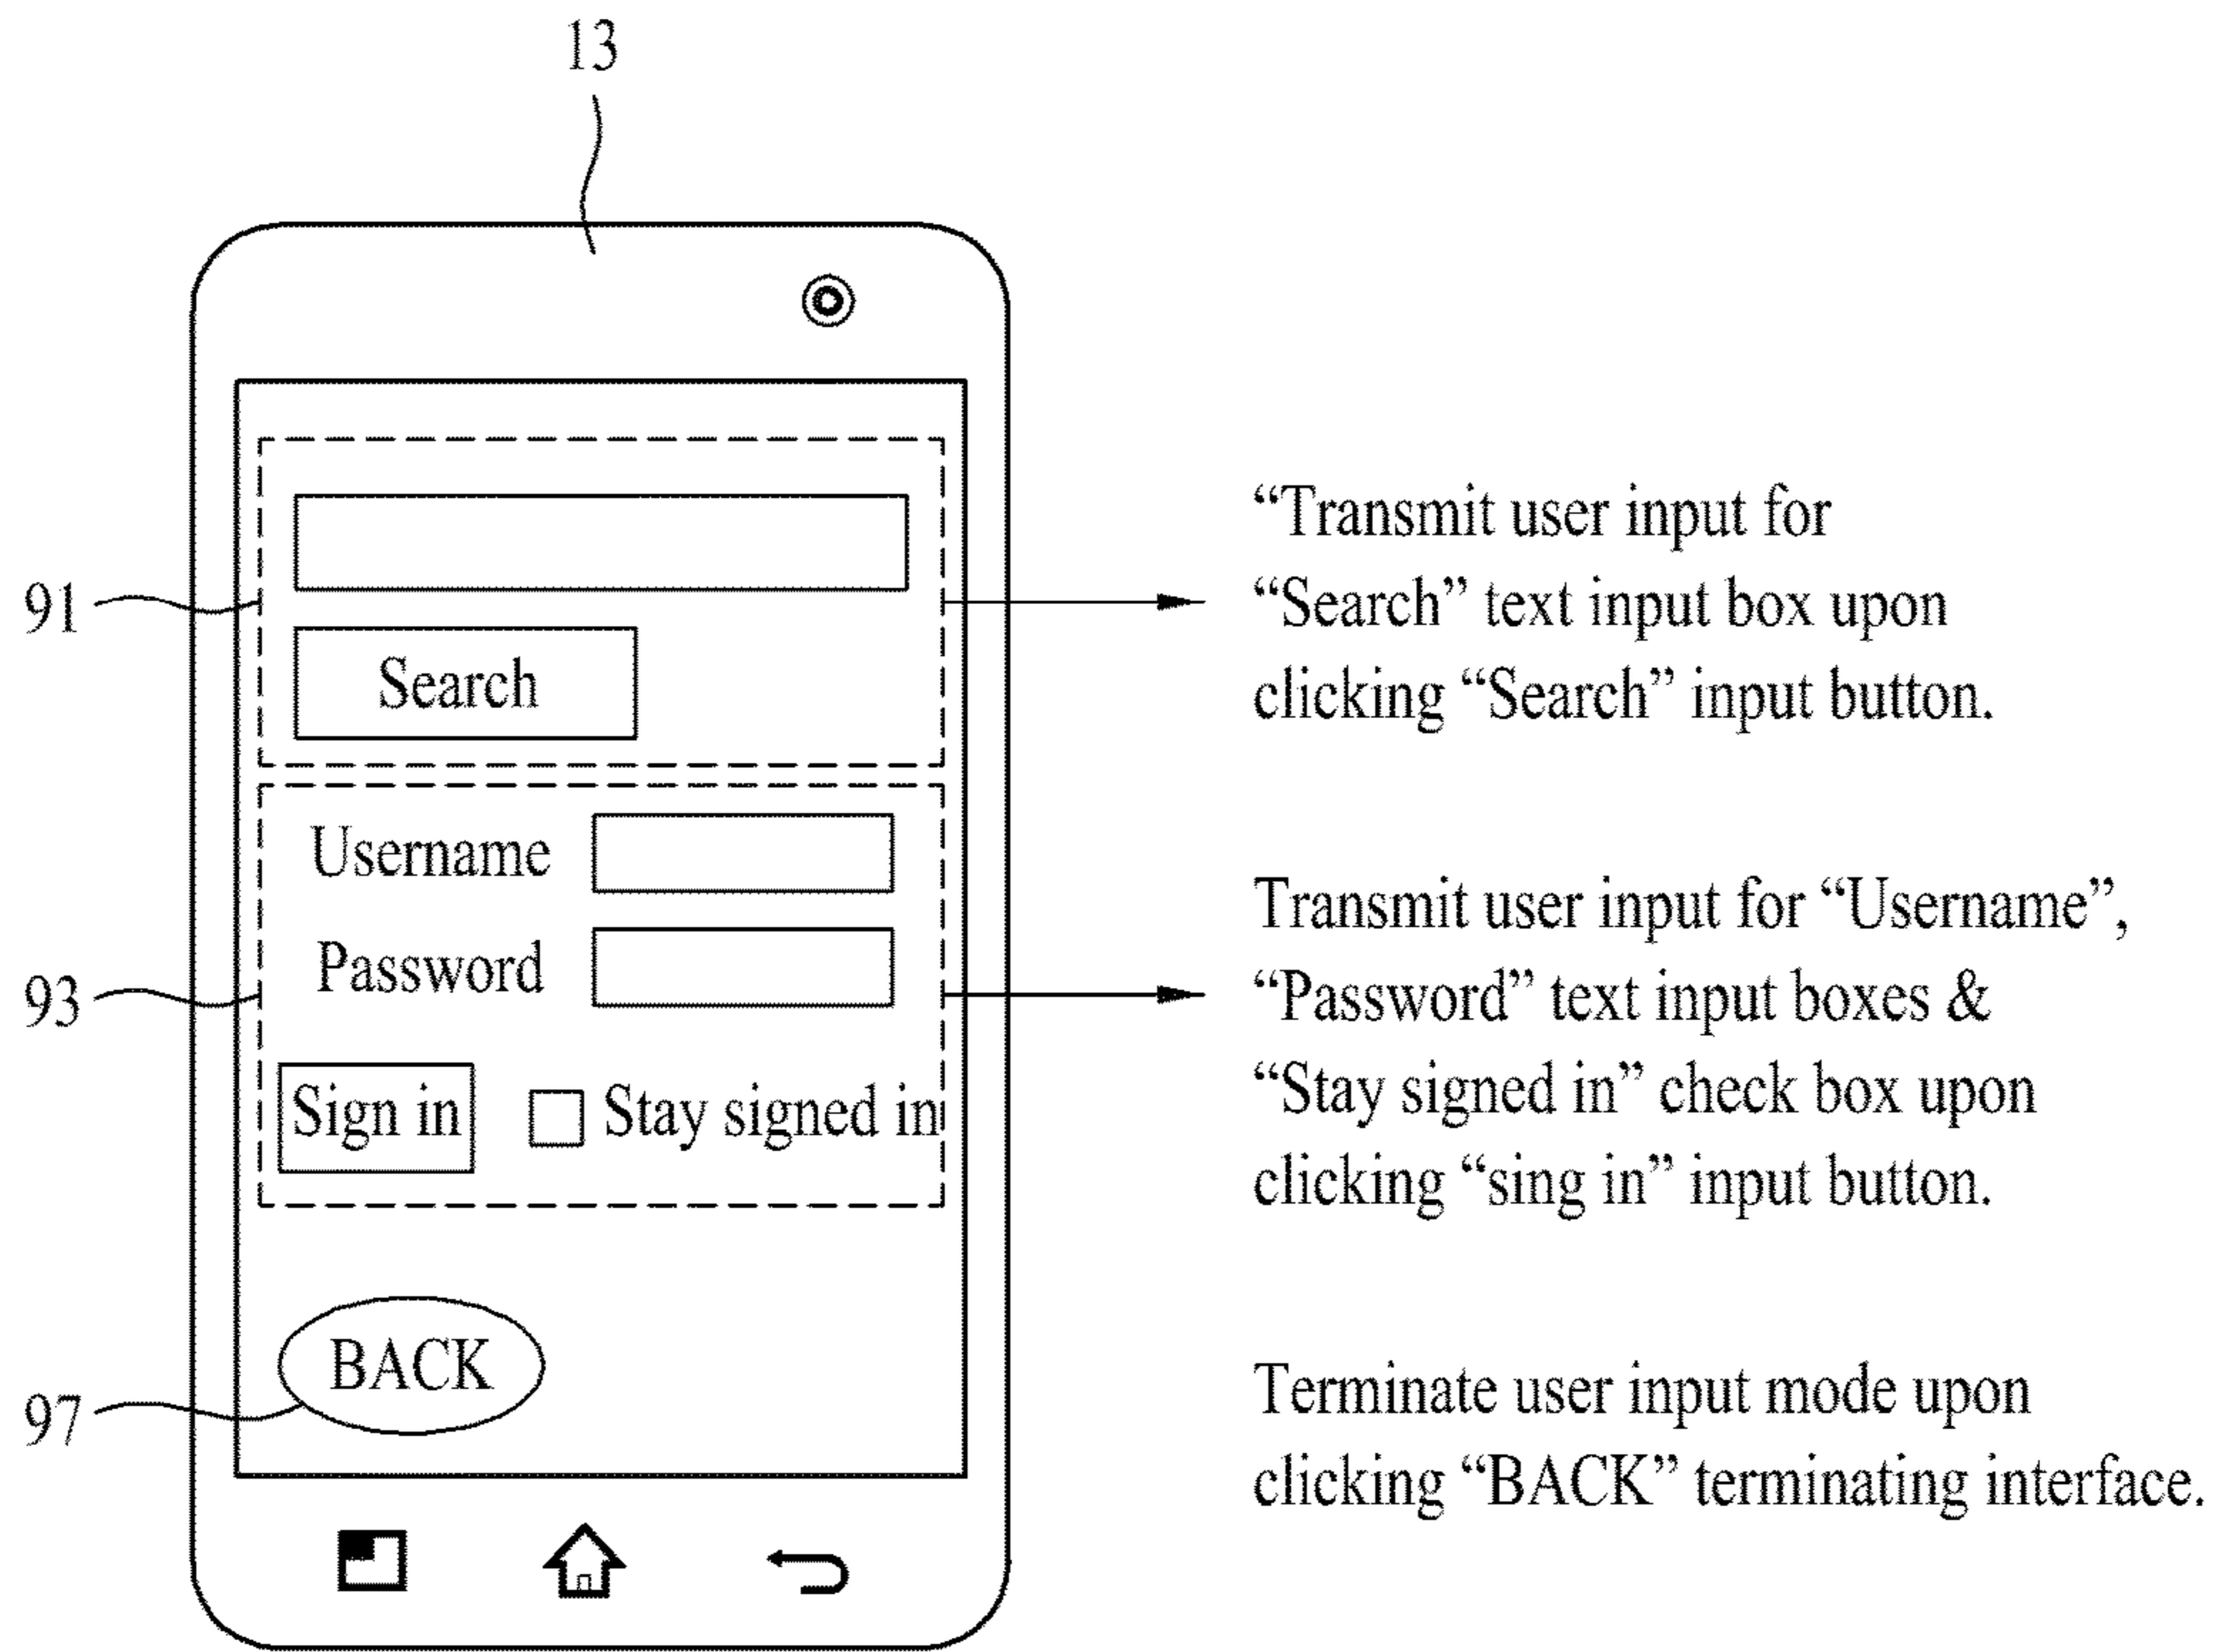 13
91
Search
“Transmit user input for
“Search” text input box upon
clicking “Search” input button.
93
Username
Password
Sign in
Stay signed in
Transmit user input for “Username”,
“Password” text input boxes &
“Stay signed in” check box upon
clicking “sing in” input button.
97
BACK
Terminate user input mode upon
clicking “BACK” terminating interface.